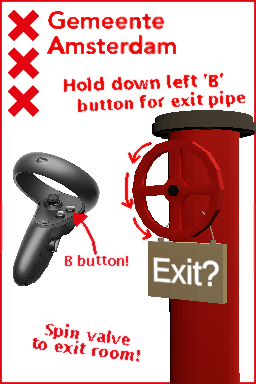 Gemeente
Amsterdam
Hold down left 'B'
button for exit pipe
B button!
Exit?
Spin valve
to exit room!